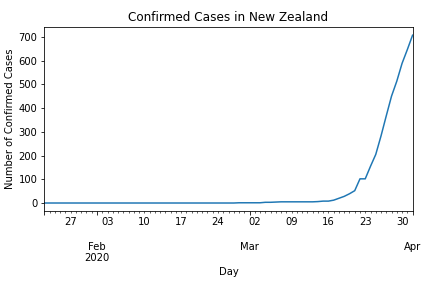 Confirmed Cases in New Zealand
Number of Confirmed Cases
700
600
500
400
300
200
100
0
27 03 10 17 24 02 09 16 23 30
Feb Mar Apr
2020
Day